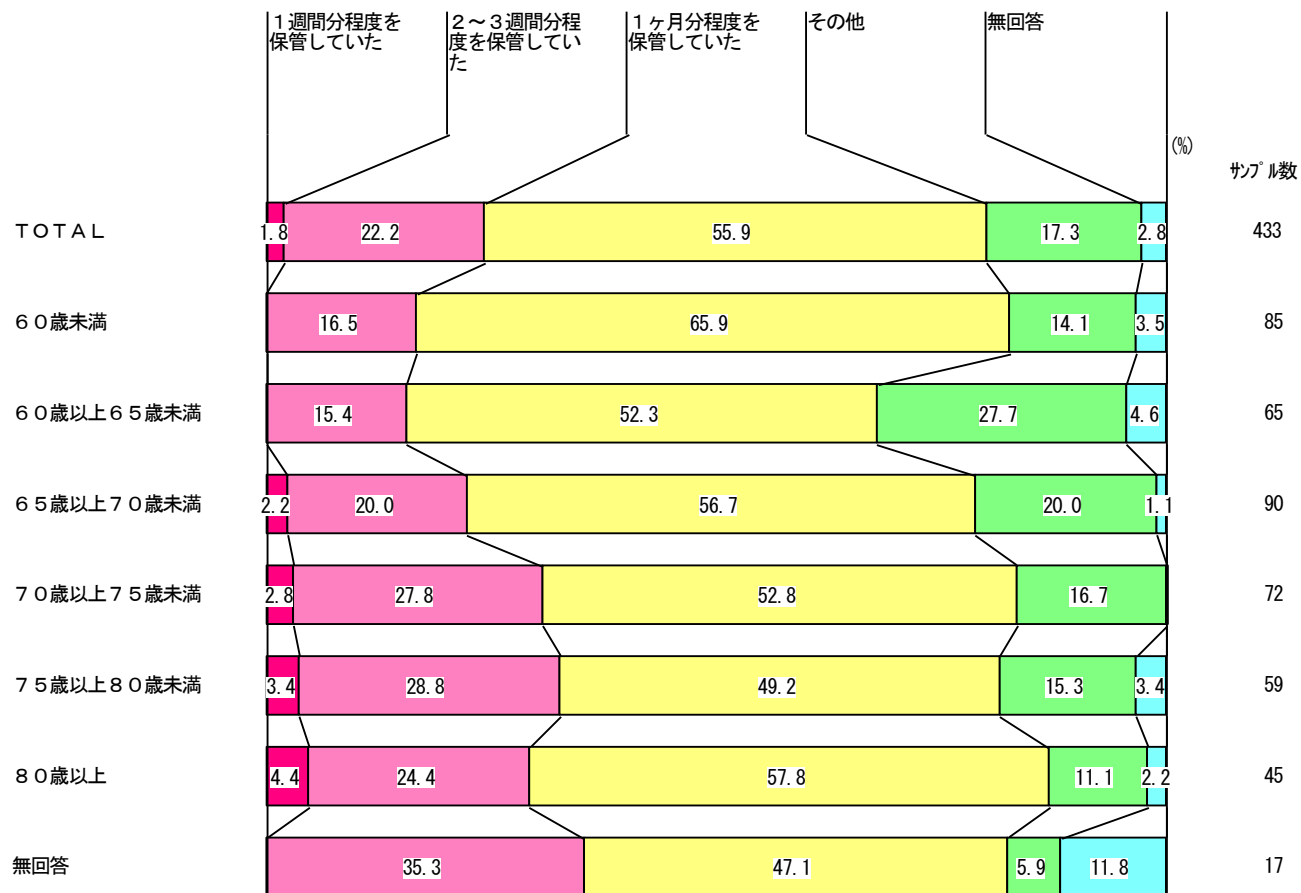 １週間分程度を
保管していた
２～３週間分程
度を保管してい
た
１ヶ月分程度を
保管していた
その他
無回答
(%)
ｻﾝﾌﾟﾙ数
ＴＯＴＡＬ 1.8 22.2 55.9 17.3 2.8 433
６０歳未満 16.5 65.9 14.1 3.5 85
６０歳以上６５歳未満 15.4 52.3 27.7 4.6 65
６５歳以上７０歳未満 2.2 20.0 56.7 20.0 1.1 90
７０歳以上７５歳未満 2.8 27.8 52.8 16.7 72
７５歳以上８０歳未満 3.4 28.8 49.2 15.3 3.4 59
８０歳以上 4.4 24.4 57.8 11.1 2.2 45
無回答 35.3 47.1 5.9 11.8 17